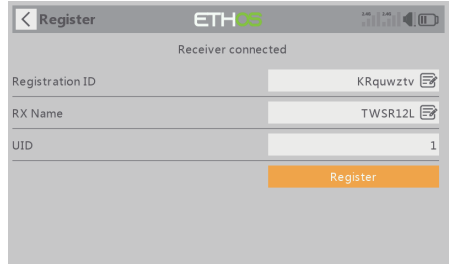 Register
ETHOS
Receiver connected
Registration ID KRquwztv
RX Name TWSR12L
UID 1
Register